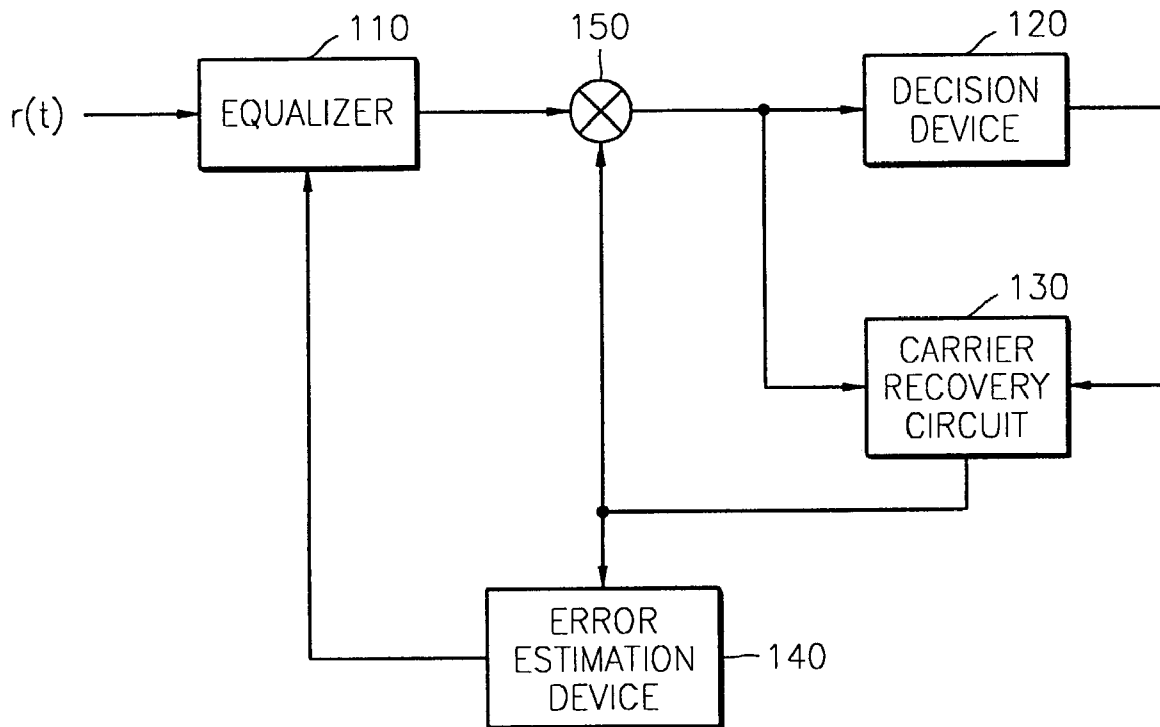 110
150
120
r(t)
EQUALIZER
DECISION
DEVICE
130
CARRIER
RECOVERY
CIRCUIT
ERROR
ESTIMATION
DEVICE
140